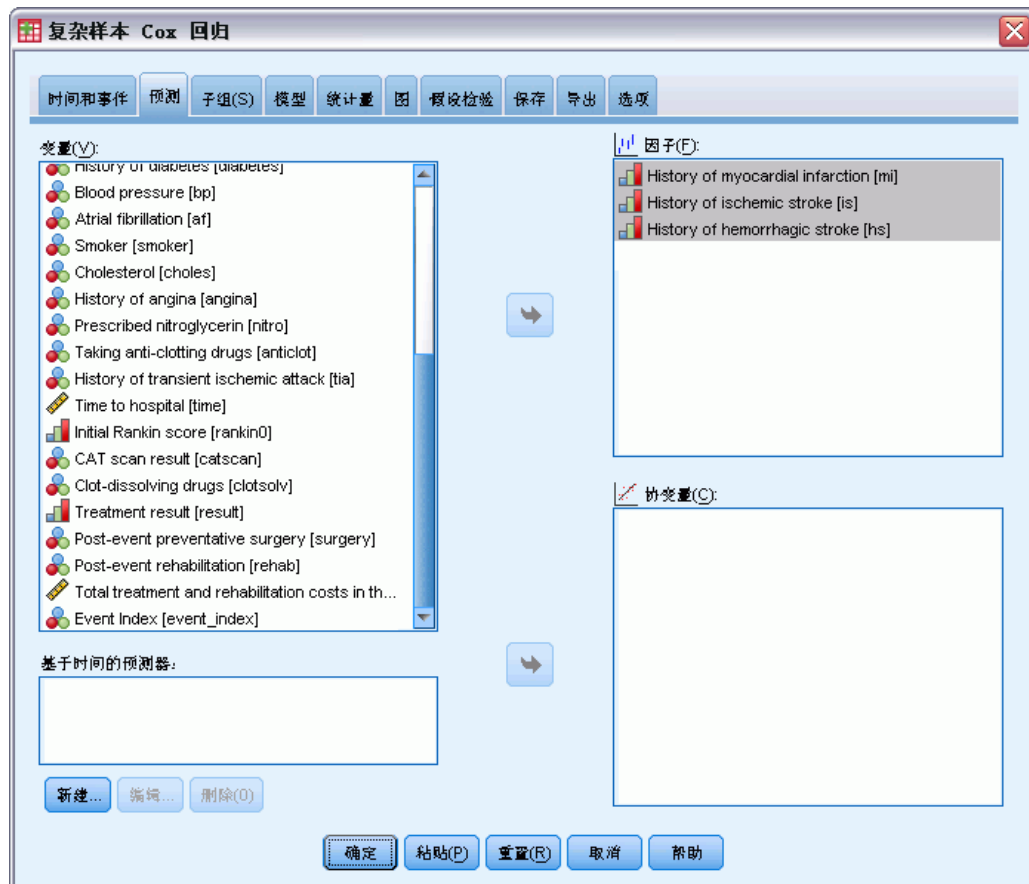 复杂样本 Cox 回归
时间和事件 预测 子组(S) 模型 统计量 图 假设检验 保存 导出 选项
变量(V):
History of diabetes [diabetes]
Blood pressure [bp]
Atrial fibrillation [af]
Smoker [smoker]
Cholesterol [choles]
History of angina [angina]
Prescribed nitroglycerin [nitro]
Taking anti-clotting drugs [anticlot]
History of transient ischemic attack [tia]
Time to hospital [time]
Initial Rankin score [rankin0]
CAT scan result [catscan]
Clot-dissolving drugs [clotsolv]
Treatment result [result]
Post-event preventative surgery [surgery]
Post-event rehabilitation [rehab]
Total treatment and rehabilitation costs in th...
Event Index [event_index]
基于时间的预测器:
新建... 编辑... 删除(O)
因子(F):
History of myocardial infarction [mi]
History of ischemic stroke [is]
History of hemorrhagic stroke [hs]
协变量(C):
确定 粘贴(P) 重置(R) 取消 帮助